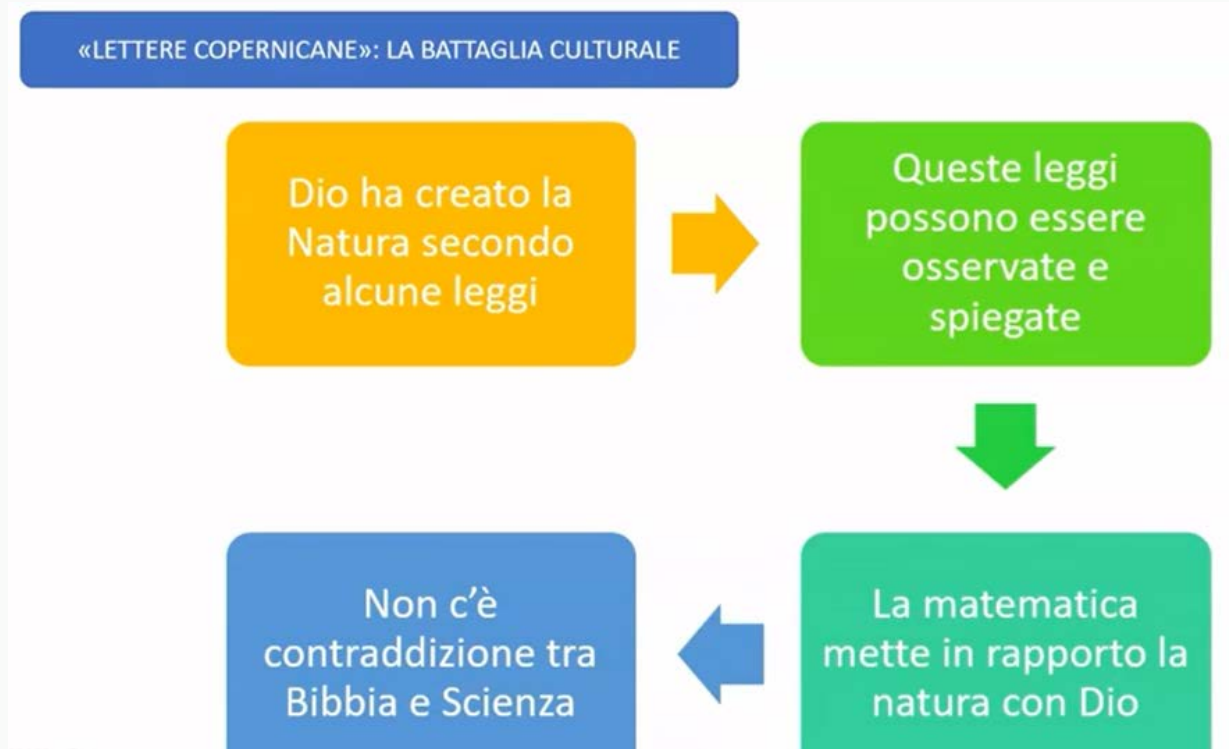 «LETTERE COPERNICANE»: LA BATTAGLIA CULTURALE
Dio ha creato la
Natura secondo
alcune leggi
Queste leggi
possono essere
osservate e
spiegate
La matematica
mette in rapporto la
natura con Dio
Non c'è
contraddizione tra
Bibbia e Scienza